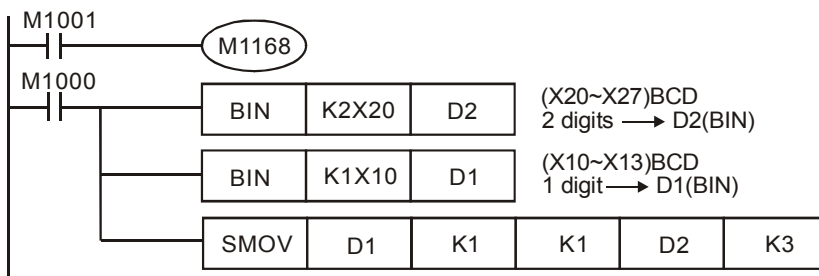 M1001
M1168
M1000
BIN K2X20 D2
(X20~X27)BCD
2 digits → D2(BIN)
BIN K1X10 D1
(X10~X13)BCD
1 digit → D1(BIN)
SMOV D1 K1 K1 D2 K3